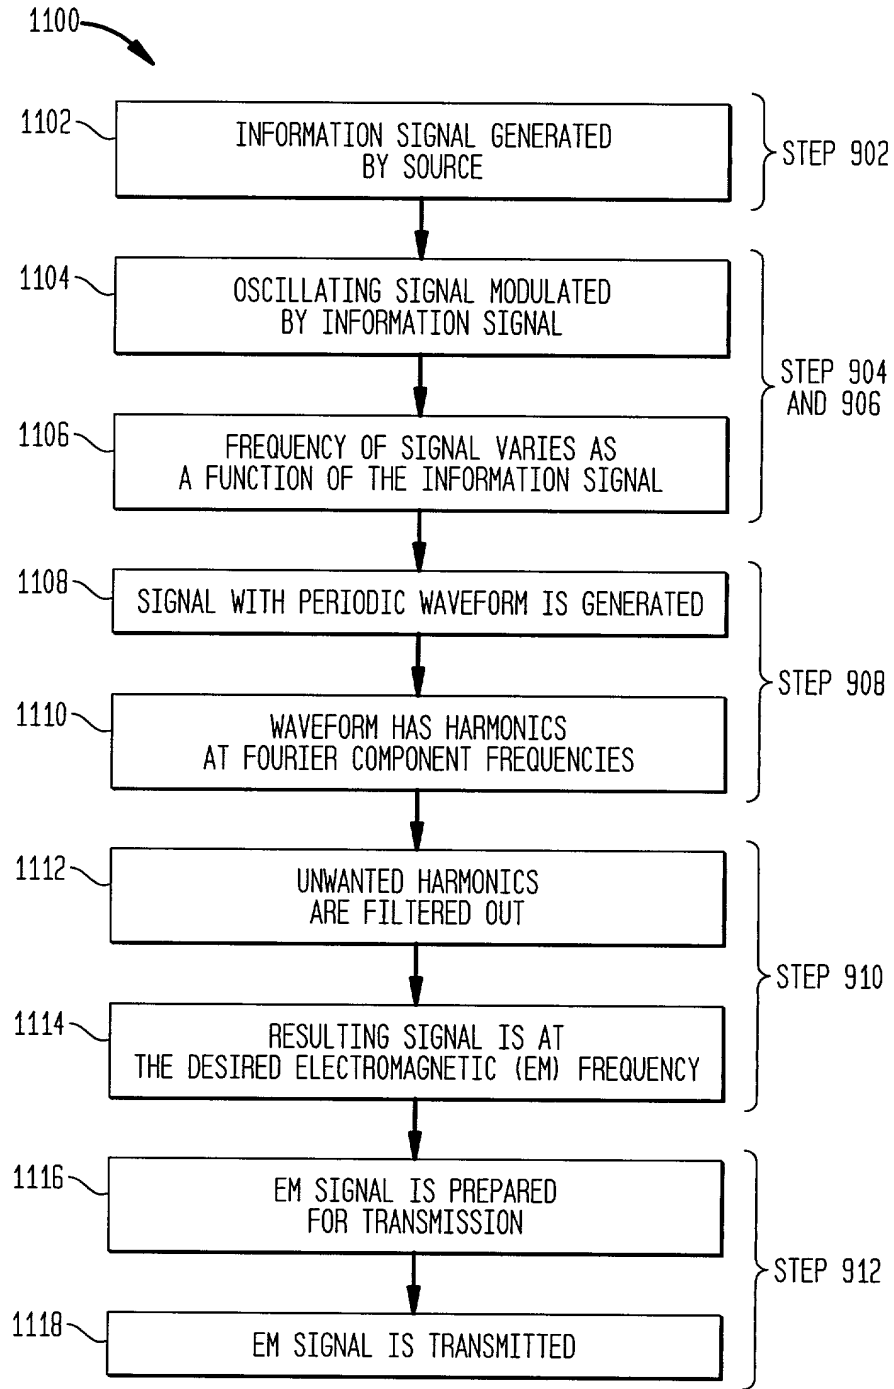 1100
1102
INFORMATION SIGNAL GENERATED
BY SOURCE
STEP 902
1104
OSCILLATING SIGNAL MODULATED
BY INFORMATION SIGNAL
STEP 904
AND 906
1106
FREQUENCY OF SIGNAL VARIES AS
A FUNCTION OF THE INFORMATION SIGNAL
1108
SIGNAL WITH PERIODIC WAVEFORM IS GENERATED
STEP 908
1110
WAVEFORM HAS HARMONICS
AT FOURIER COMPONENT FREQUENCIES
1112
UNWANTED HARMONICS
ARE FILTERED OUT
STEP 910
1114
RESULTING SIGNAL IS AT
THE DESIRED ELECTROMAGNETIC (EM) FREQUENCY
1116
EM SIGNAL IS PREPARED
FOR TRANSMISSION
STEP 912
1118
EM SIGNAL IS TRANSMITTED